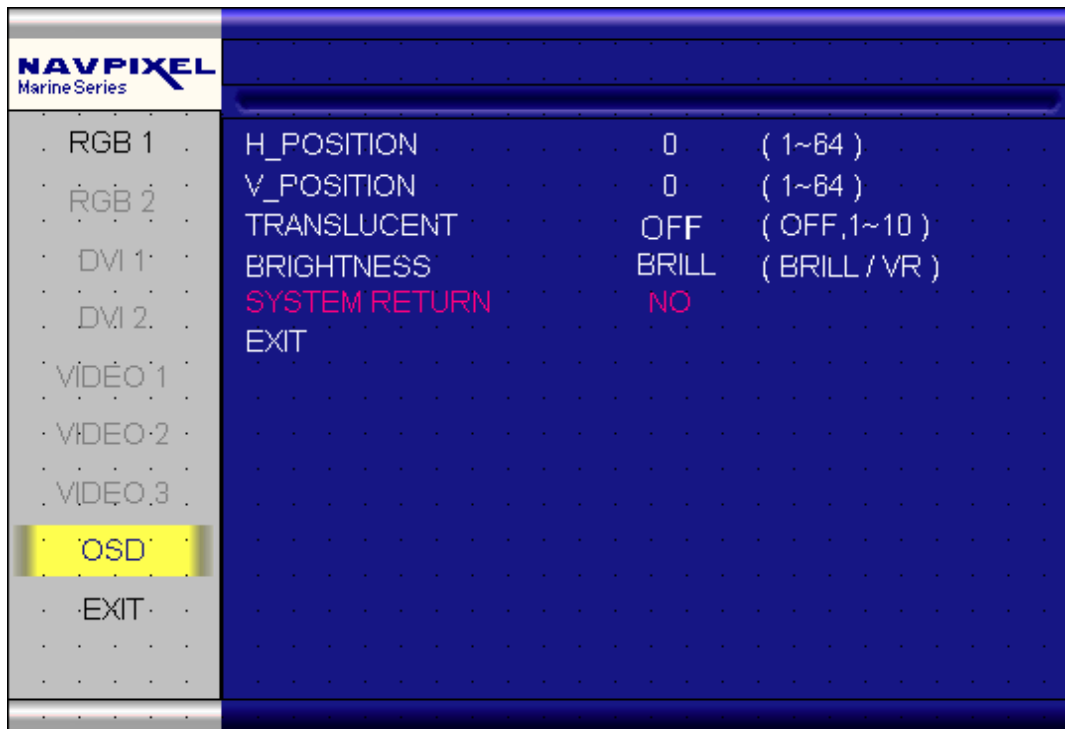 NAVPIXEL
Marine Series
RGB 1
RGB 2
DVI 1
DVI 2
VIDEO 1
VIDEO 2
VIDEO 3
OSD
EXIT
H_POSITION 0 ( 1~64 )
V_POSITION 0 ( 1~64 )
TRANSLUCENT OFF ( OFF,1~10 )
BRIGHTNESS BRILL ( BRILL / VR )
SYSTEM RETURN NO
EXIT